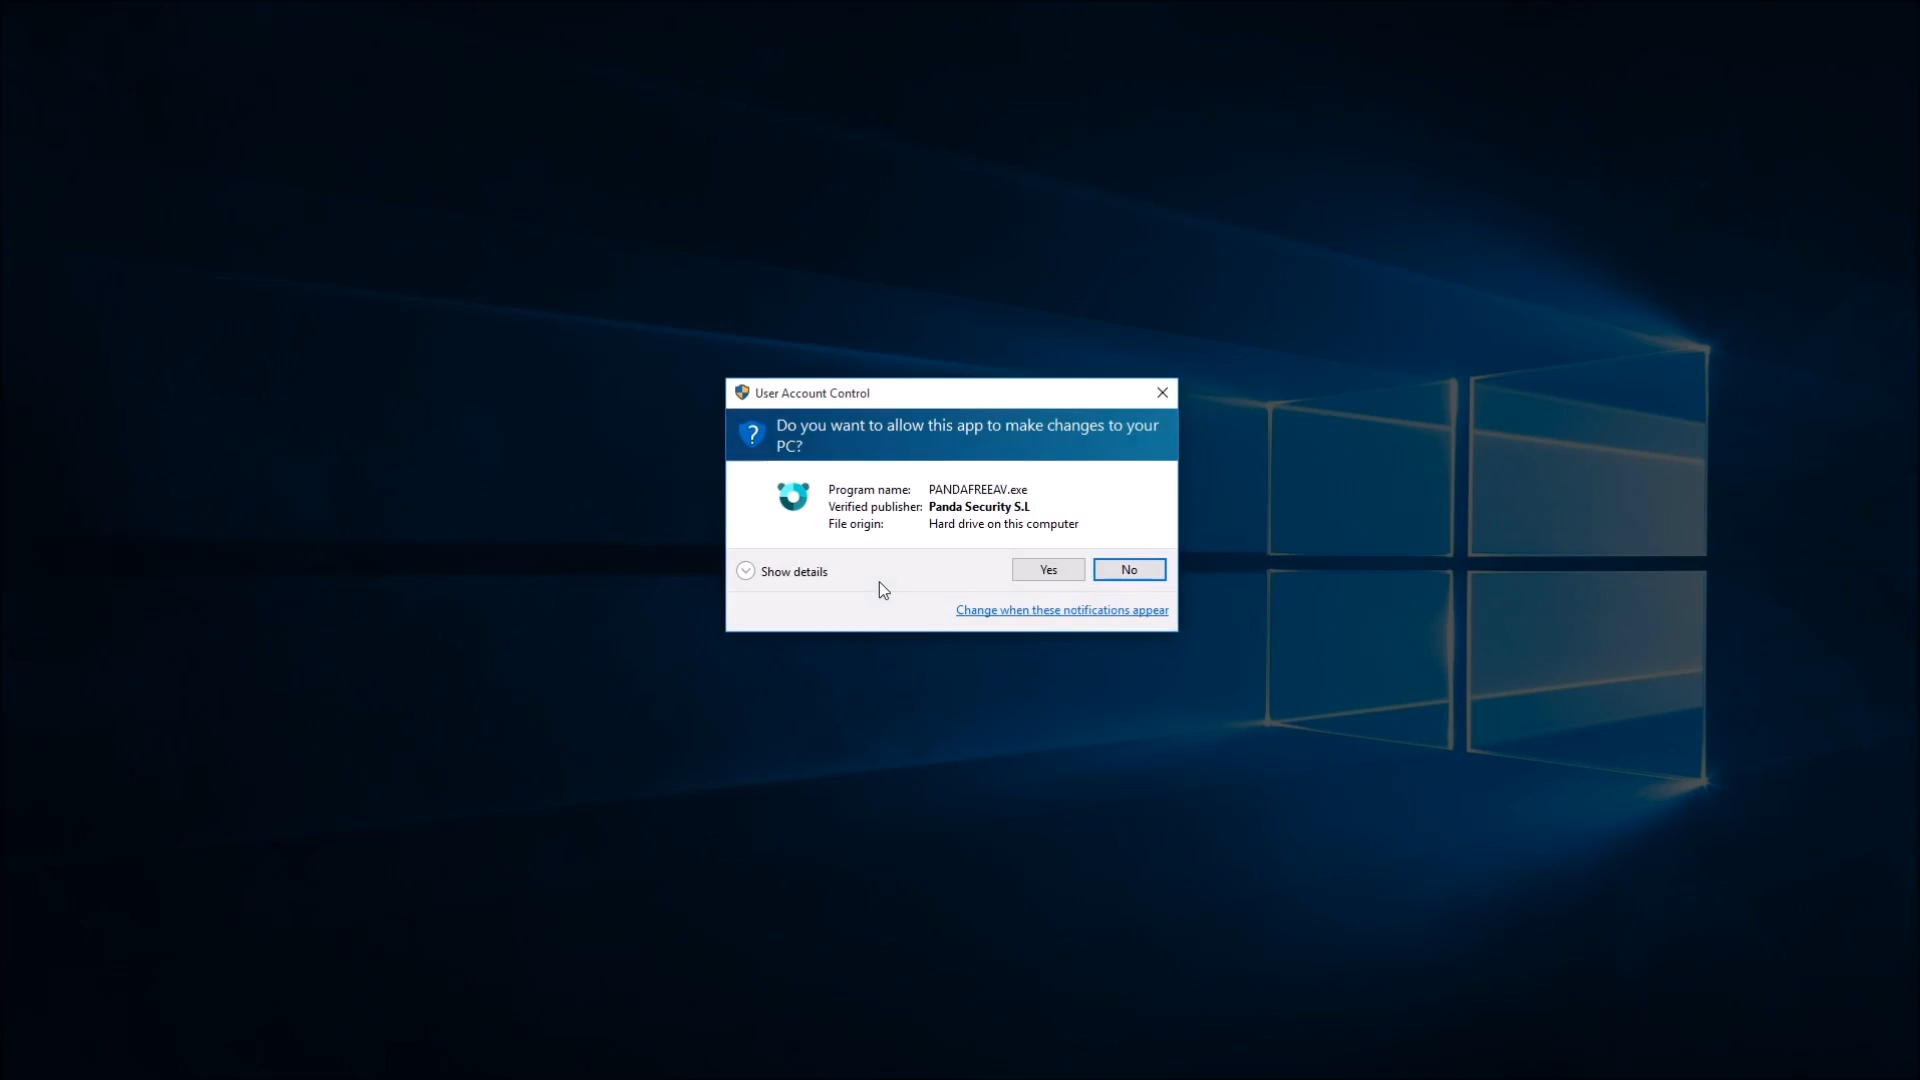 User Account Control
?
Do you want to allow this app to make changes to your
PC?
Program name: PANDAFREEAV.exe
Verified publisher: Panda Security S.L
File origin: Hard drive on this computer
Show details
Yes
No
Change when these notifications appear